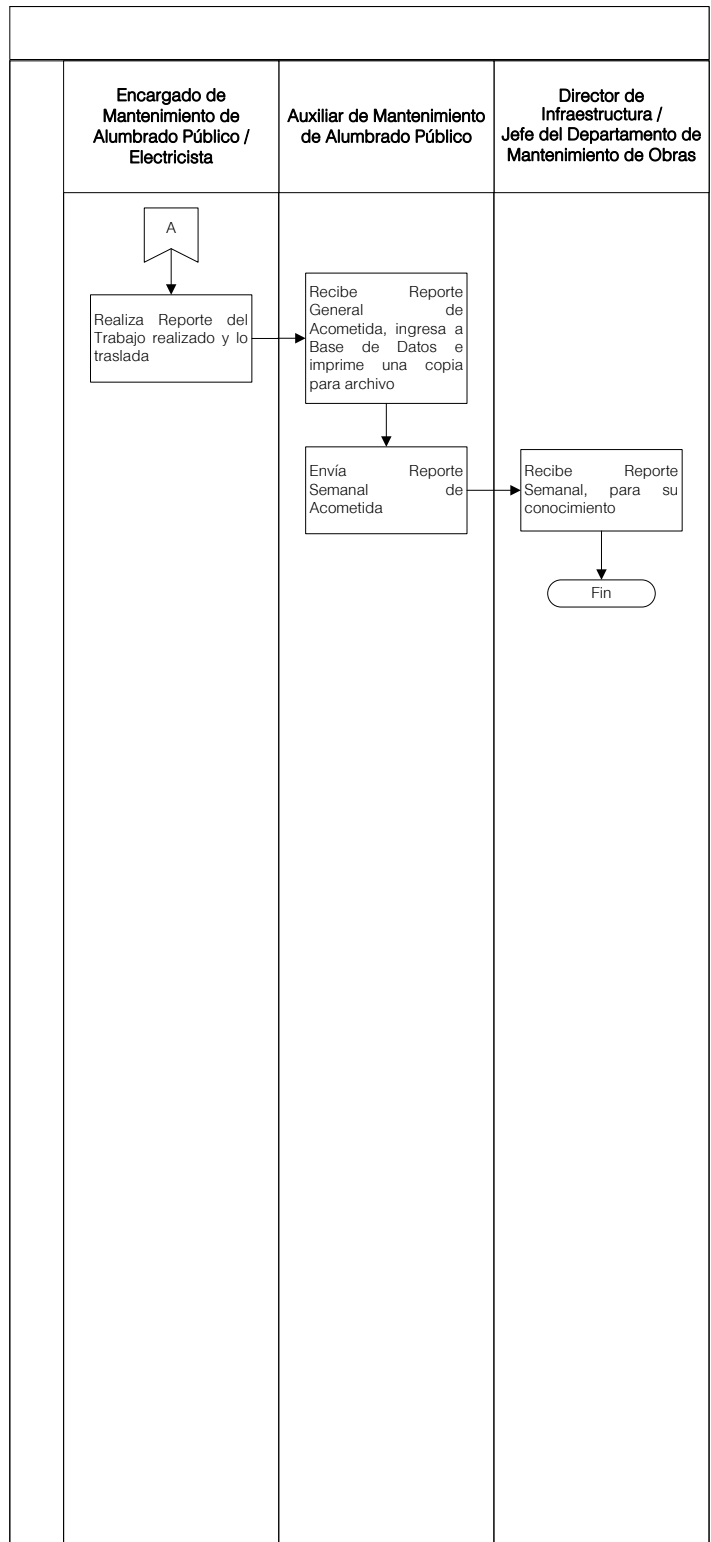 Encargado de
Mantenimiento de
Alumbrado Público /
Electricista
Auxiliar de Mantenimiento
de Alumbrado Público
Director de
Infraestructura /
Jefe del Departamento de
Mantenimiento de Obras
A
Realiza Reporte del
Trabajo realizado y lo
traslada
Recibe Reporte
General de
Acometida, ingresa a
Base de Datos e
imprime una copia
para archivo
Envía Reporte
Semanal de
Acometida
Recibe Reporte
Semanal, para su
conocimiento
Fin